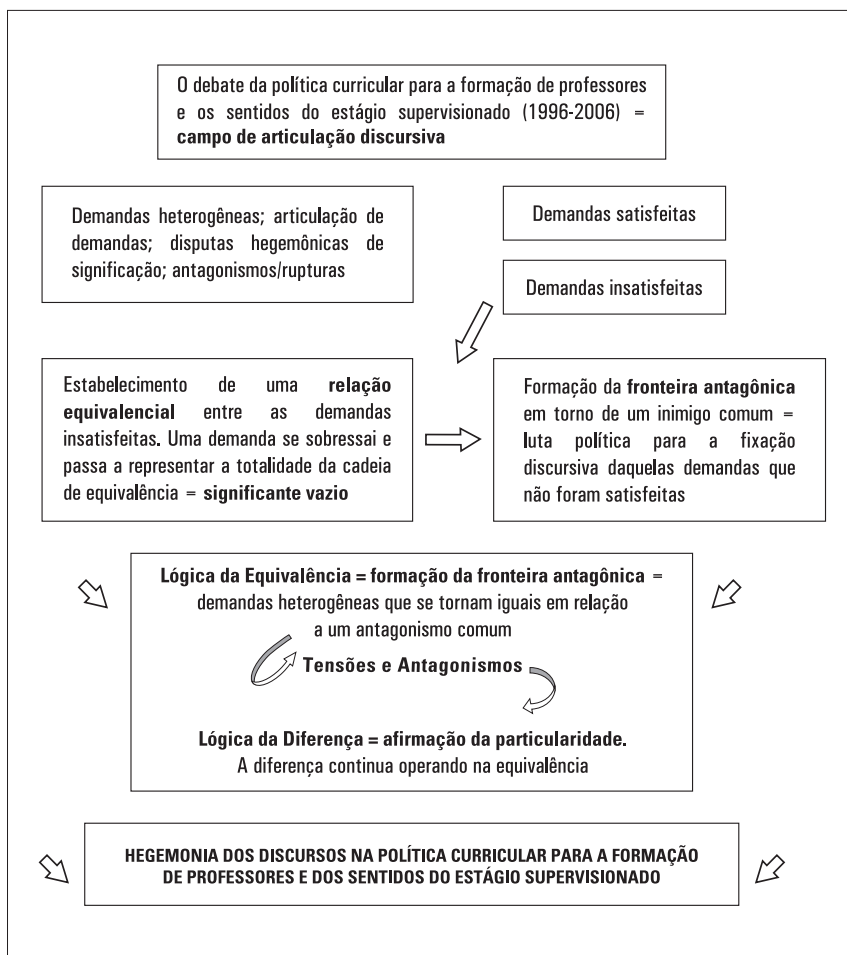 O debate da política curricular para a formação de professores
e os sentidos do estágio supervisionado (1996-2006) =
campo de articulação discursiva
Demandas heterogêneas; articulação de
demandas; disputas hegemônicas de
significação; antagonismos/rupturas
Demandas satisfeitas
Demandas insatisfeitas
Estabelecimento de uma relação
equivalencial entre as demandas
insatisfeitas. Uma demanda se sobressai e
passa a representar a totalidade da cadeia
de equivalência = significante vazio
Formação da fronteira antagônica
em torno de um inimigo comum =
luta política para a fixação
discursiva daquelas demandas que
não foram satisfeitas
Lógica da Equivalência = formação da fronteira antagônica =
demandas heterogêneas que se tornam iguais em relação
a um antagonismo comum
Tensões e Antagonismos
Lógica da Diferença = afirmação da particularidade.
A diferença continua operando na equivalência
HEGEMONIA DOS DISCURSOS NA POLÍTICA CURRICULAR PARA A FORMAÇÃO
DE PROFESSORES E DOS SENTIDOS DO ESTÁGIO SUPERVISIONADO